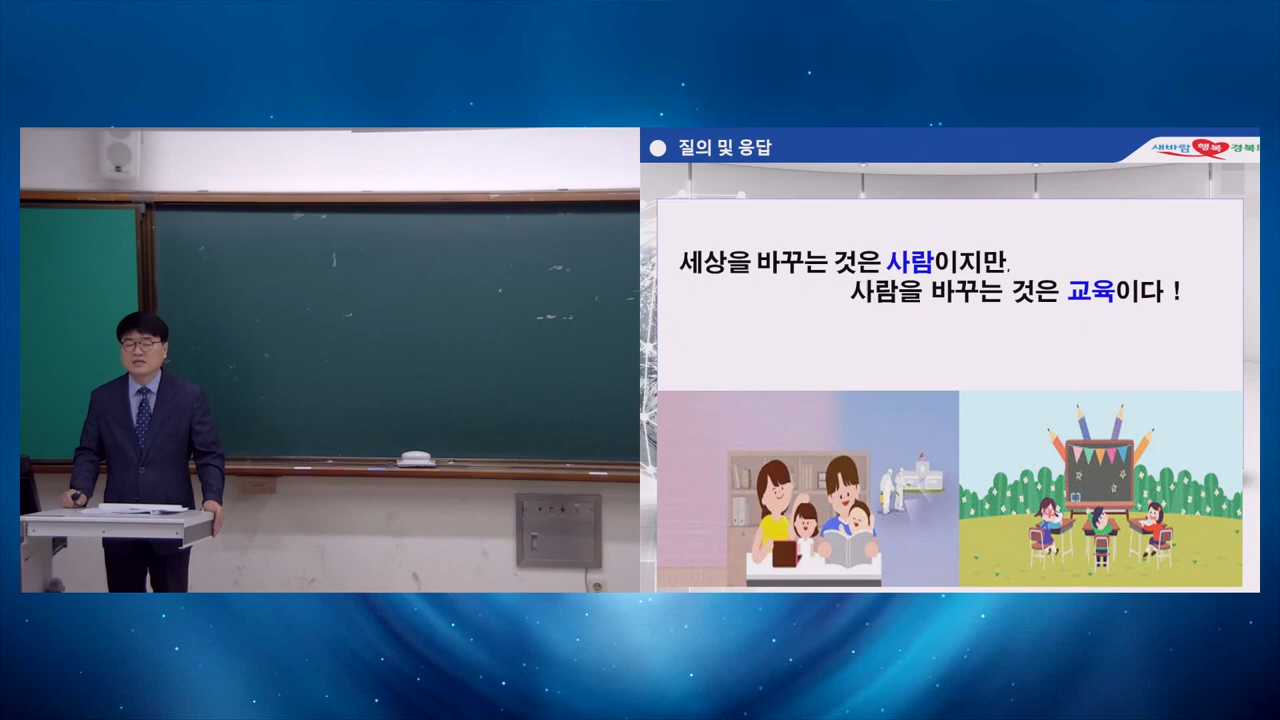 질의 및 응답
새바람 행복 경북!
세상을 바꾸는 것은 사람이지만,
사람을 바꾸는 것은 교육이다 !